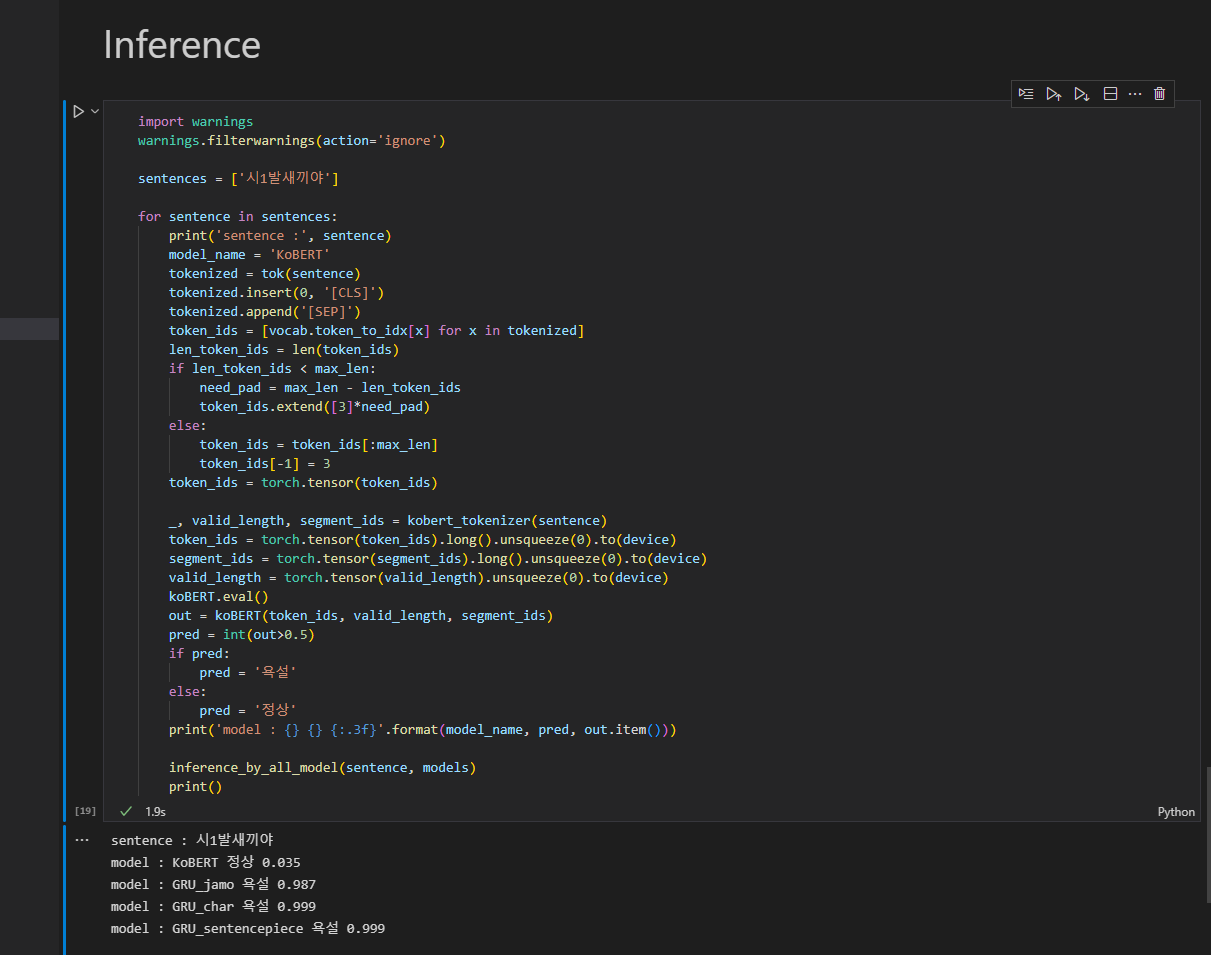 Inference
import warnings
warnings.filterwarnings(action='ignore')
sentences = ['시1발새끼야']
for sentence in sentences:
print('sentence :', sentence)
model_name = 'KoBERT'
tokenized = tok(sentence)
tokenized.insert(0, '[CLS]')
tokenized.append('[SEP]')
token_ids = [vocab.token_to_idx[x] for x in tokenized]
len_token_ids = len(token_ids)
if len_token_ids < max_len:
need_pad = max_len - len_token_ids
token_ids.extend([3]*need_pad)
else:
token_ids = token_ids[:max_len]
token_ids[-1] = 3
token_ids = torch.tensor(token_ids)
_, valid_length, segment_ids = kobert_tokenizer(sentence)
token_ids = torch.tensor(token_ids).long().unsqueeze(0).to(device)
segment_ids = torch.tensor(segment_ids).long().unsqueeze(0).to(device)
valid_length = torch.tensor(valid_length).unsqueeze(0).to(device)
koBERT.eval()
out = koBERT(token_ids, valid_length, segment_ids)
pred = int(out>0.5)
if pred:
pred = '욕설'
else:
pred = '정상'
print('model : {} {} {:.3f}'.format(model_name, pred, out.item()))
inference_by_all_model(sentence, models)
print()
[19] 1.9s Python
sentence : 시1발새끼야
model : KoBERT 정상 0.035
model : GRU_jamo 욕설 0.987
model : GRU_char 욕설 0.999
model : GRU_sentencepiece 욕설 0.999